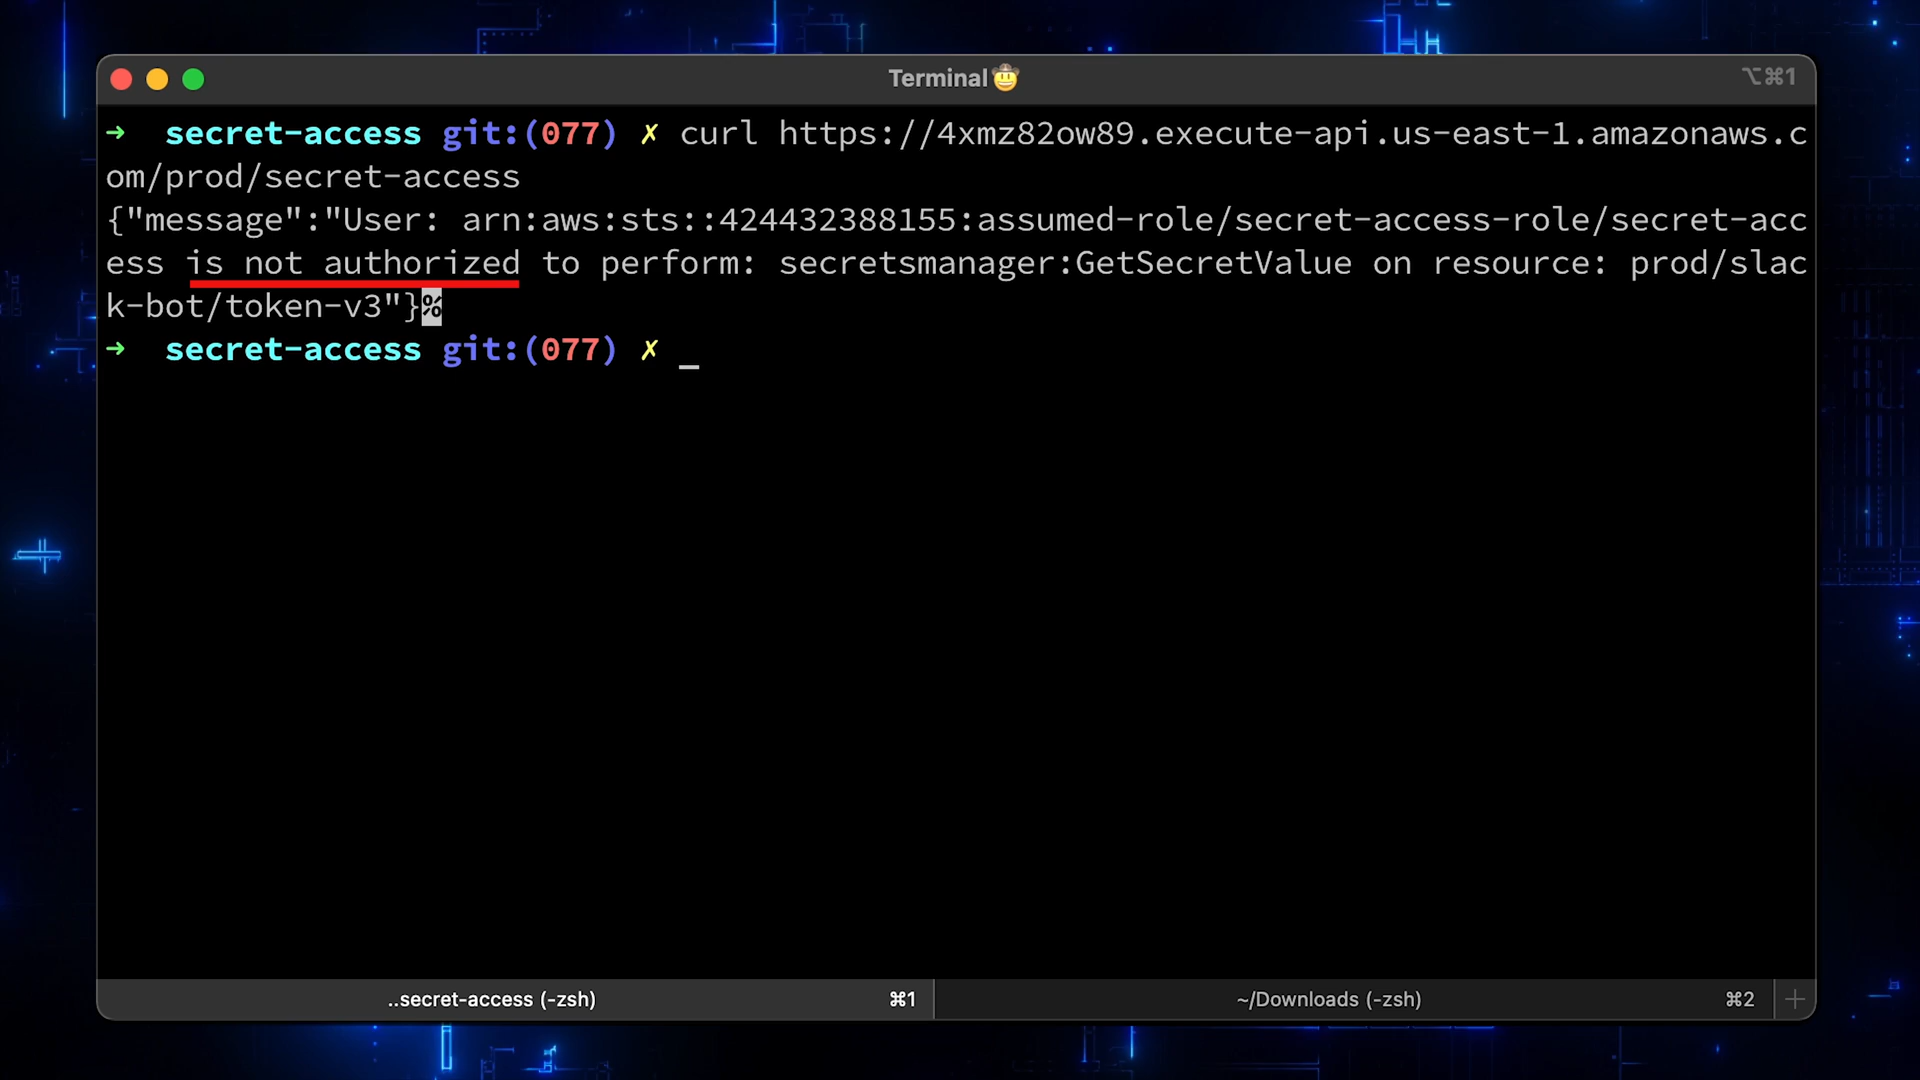 Terminal🤠
⌥⌘1
➜ secret-access git:(077) ✗ curl https://4xmz82ow89.execute-api.us-east-1.amazonaws.c
om/prod/secret-access
{"message":"User: arn:aws:sts::424432388155:assumed-role/secret-access-role/secret-acc
ess is not authorized to perform: secretsmanager:GetSecretValue on resource: prod/slac
k-bot/token-v3"}%
➜ secret-access git:(077) ✗ _
..secret-access (-zsh) ⌘1
~/Downloads (-zsh) ⌘2 +